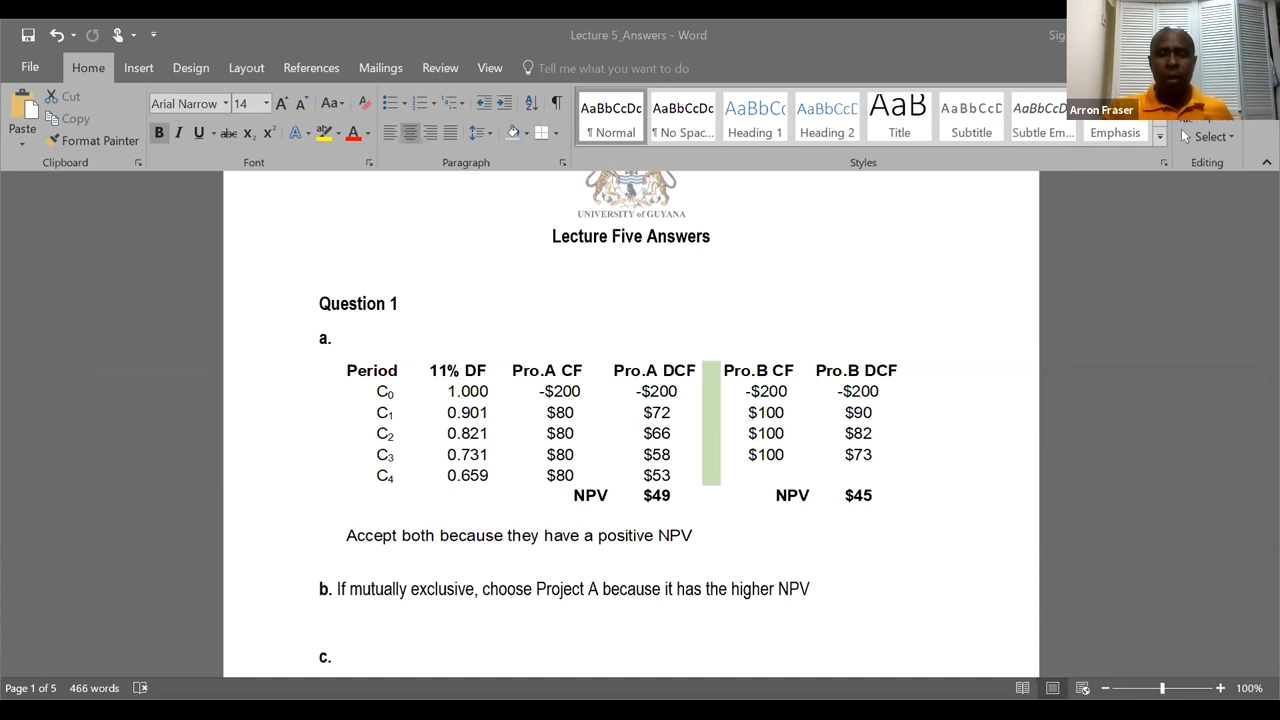 Lecture 5_Answers - Word
Sig
File Home Insert Design Layout References Mailings Review View Tell me what you want to do
Arron Fraser
Paste
Cut
Copy
Format Painter
Clipboard
Arial Narrow 14 A A Aa
B I U abc X₂ X² A A
Font
Paragraph
AaBbCcDc AaBbCcDc AaBbCc AaBbCcD AaB AaBbCcD AaBbCcD
¶ Normal ¶ No Spac... Heading 1 Heading 2 Title Subtitle Subtle Em... Emphasis
Styles
Select
Editing
UNIVERSITY of GUYANA
Lecture Five Answers
Question 1
a.
Period 11% DF Pro.A CF Pro.A DCF Pro.B CF Pro.B DCF
C₀ 1.000 -$200 -$200 -$200 -$200
C₁ 0.901 $80 $72 $100 $90
C₂ 0.821 $80 $66 $100 $82
C₃ 0.731 $80 $58 $100 $73
C₄ 0.659 $80 $53
NPV $49 NPV $45
Accept both because they have a positive NPV
b. If mutually exclusive, choose Project A because it has the higher NPV
c.
Page 1 of 5 466 words 100%